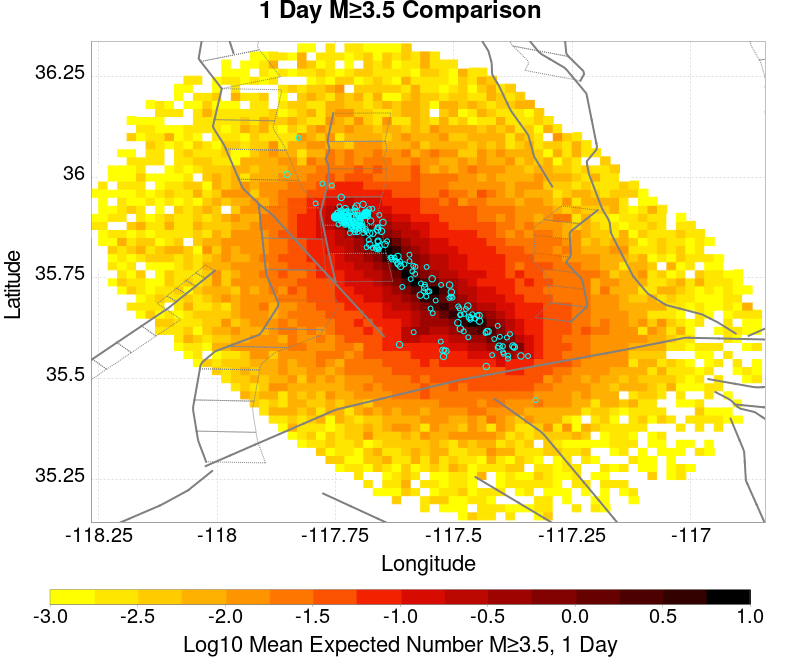 1 Day M≥3.5 Comparison
36.25
36
35.75
35.5
35.25
Latitude
-118.25 -118 -117.75 -117.5 -117.25 -117
Longitude
-3.0 -2.5 -2.0 -1.5 -1.0 -0.5 0.0 0.5 1.0
Log10 Mean Expected Number M≥3.5, 1 Day